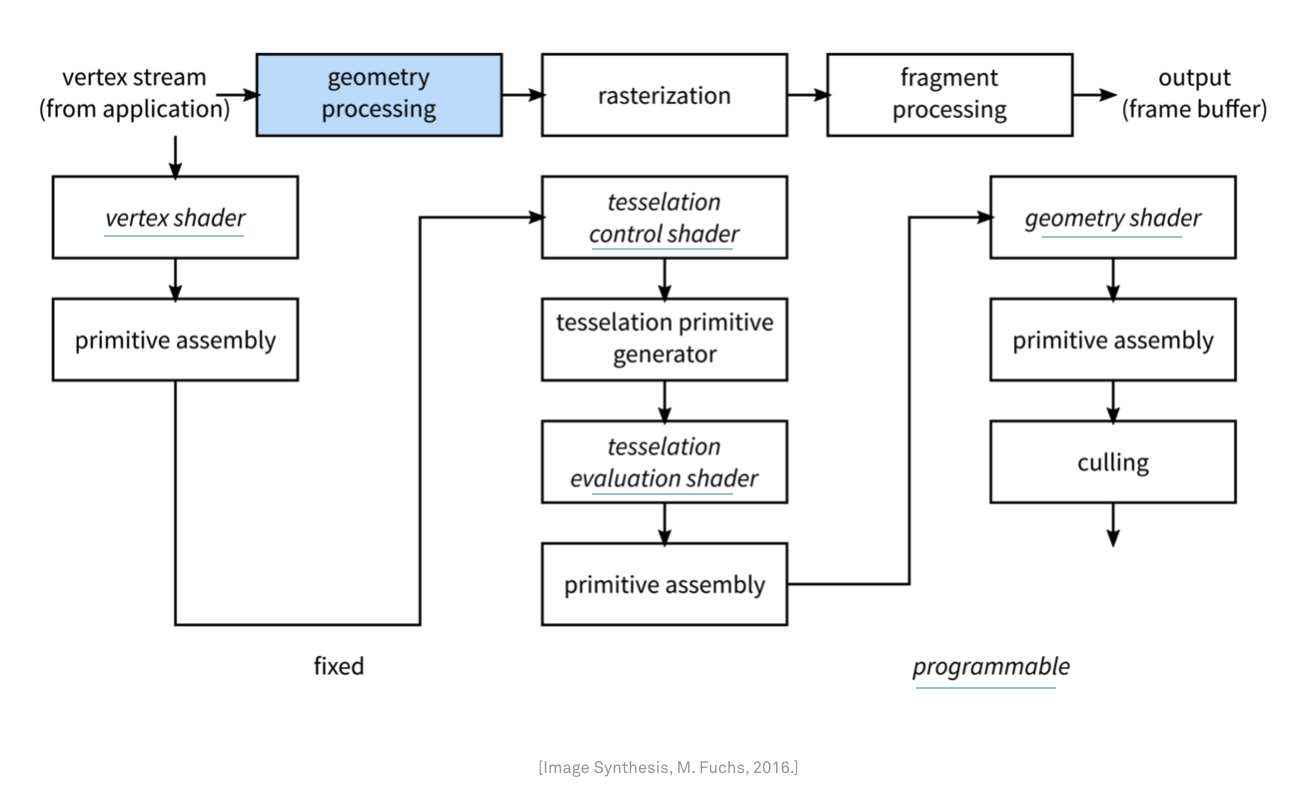 vertex stream
(from application)
geometry
processing
rasterization
fragment
processing
output
(frame buffer)
vertex shader
primitive assembly
tesselation
control shader
tesselation primitive
generator
tesselation
evaluation shader
primitive assembly
geometry shader
primitive assembly
culling
fixed
programmable
[Image Synthesis, M. Fuchs, 2016.]